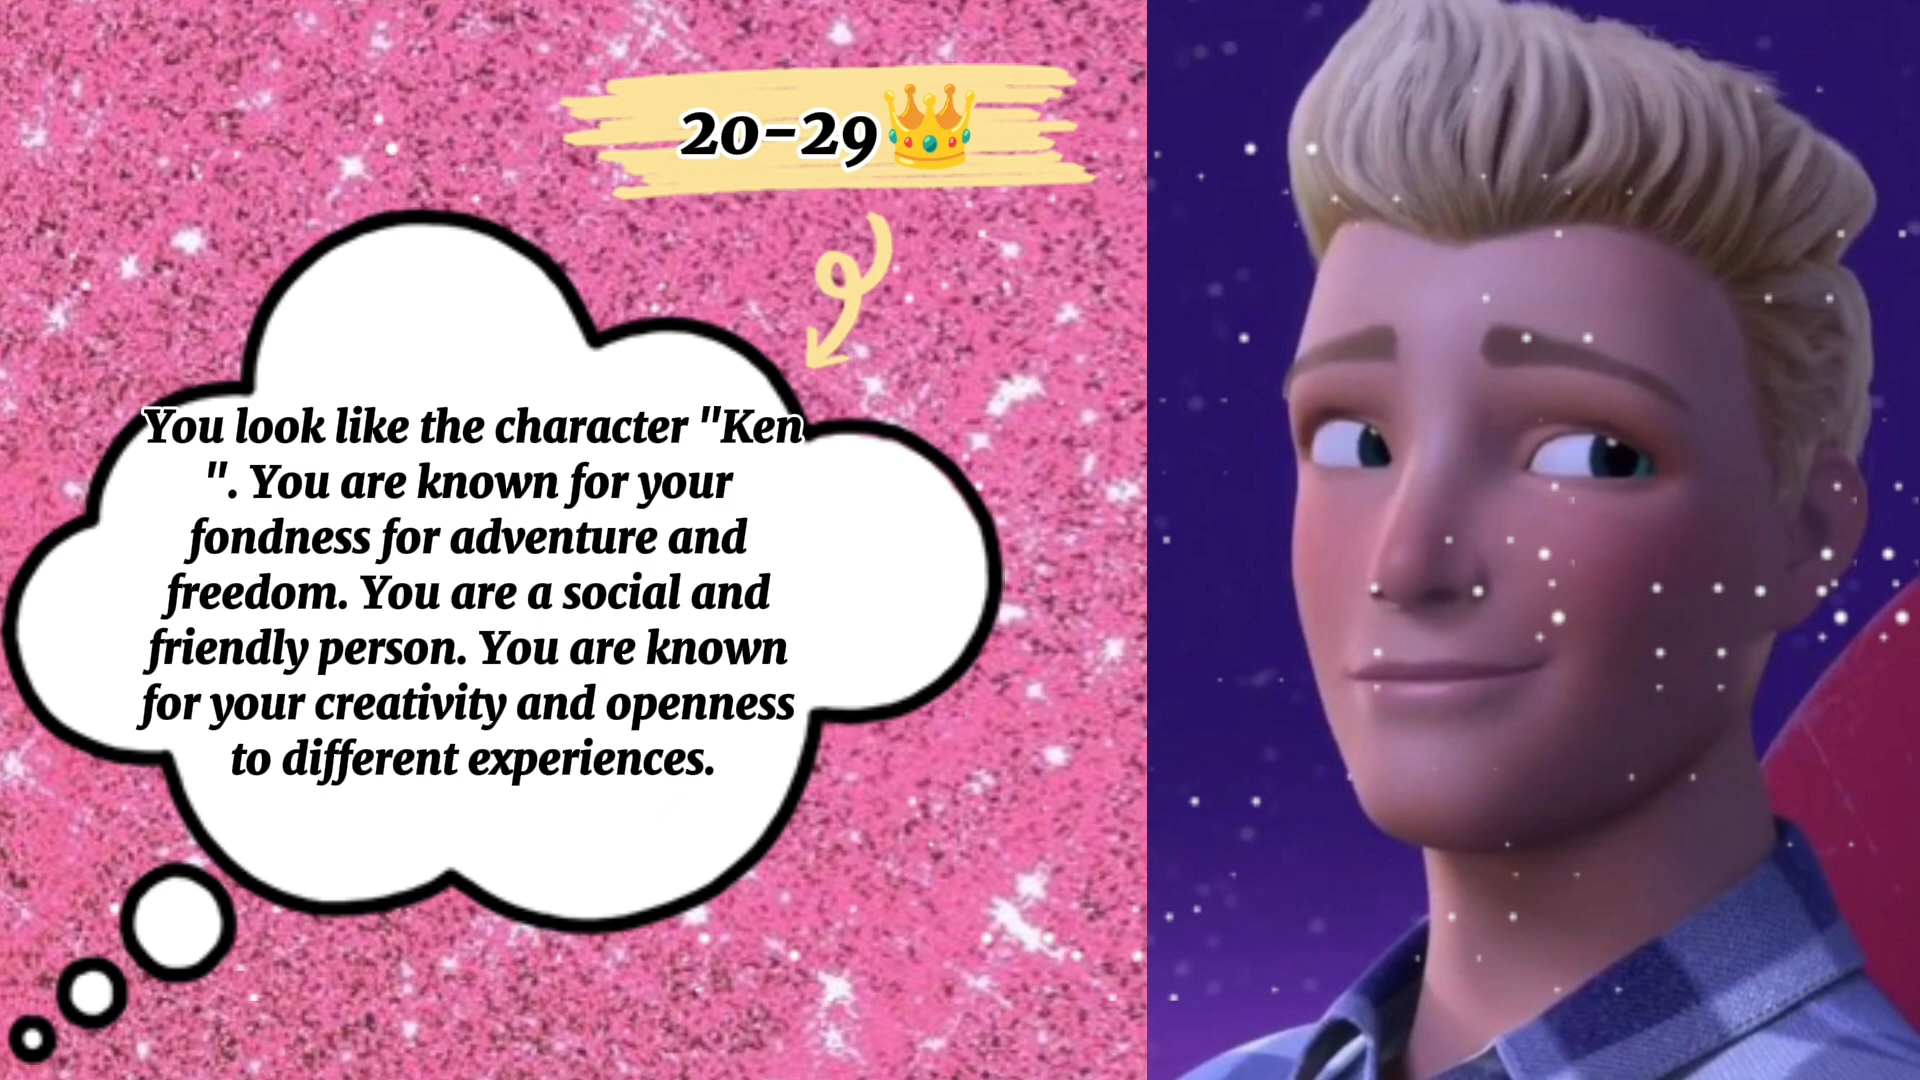 20-29👑
You look like the character "Ken
". You are known for your
fondness for adventure and
freedom. You are a social and
friendly person. You are known
for your creativity and openness
to different experiences.